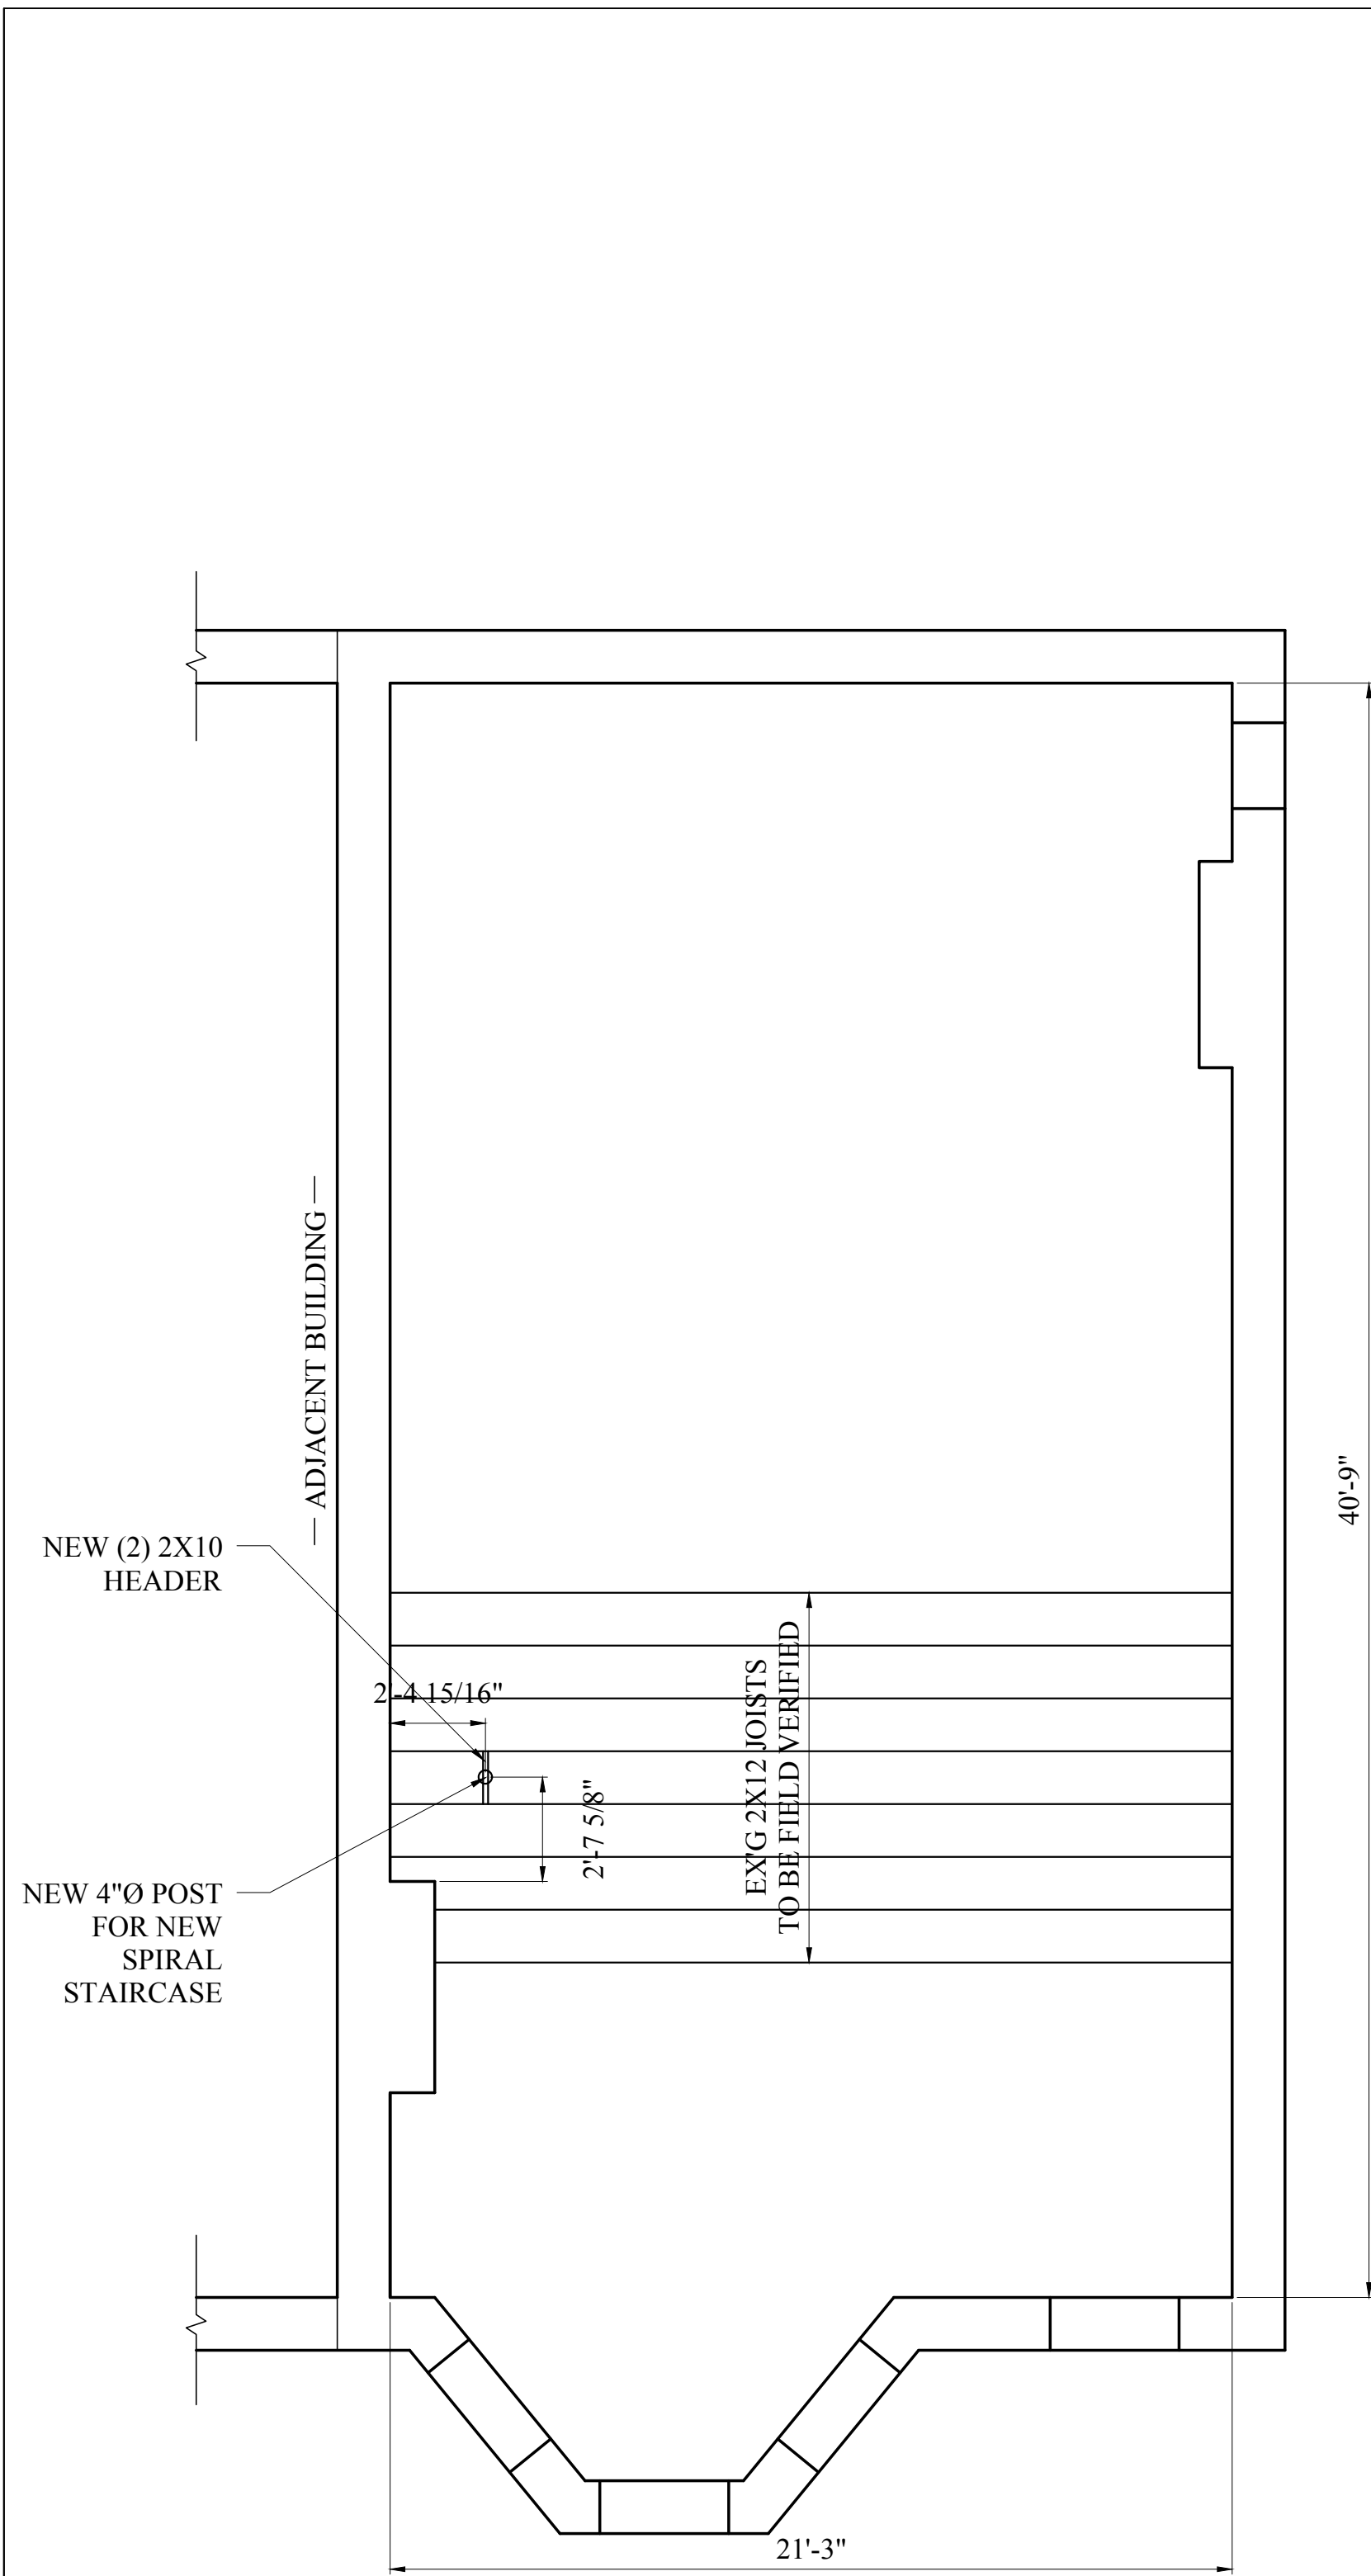 — ADJACENT BUILDING —
40'-9"
NEW (2) 2X10
HEADER
2'-4 15/16"
EX'G 2X12 JOISTS
TO BE FIELD VERIFIED
2'-7 5/8"
NEW 4"Ø POST
FOR NEW
SPIRAL
STAIRCASE
21'-3"